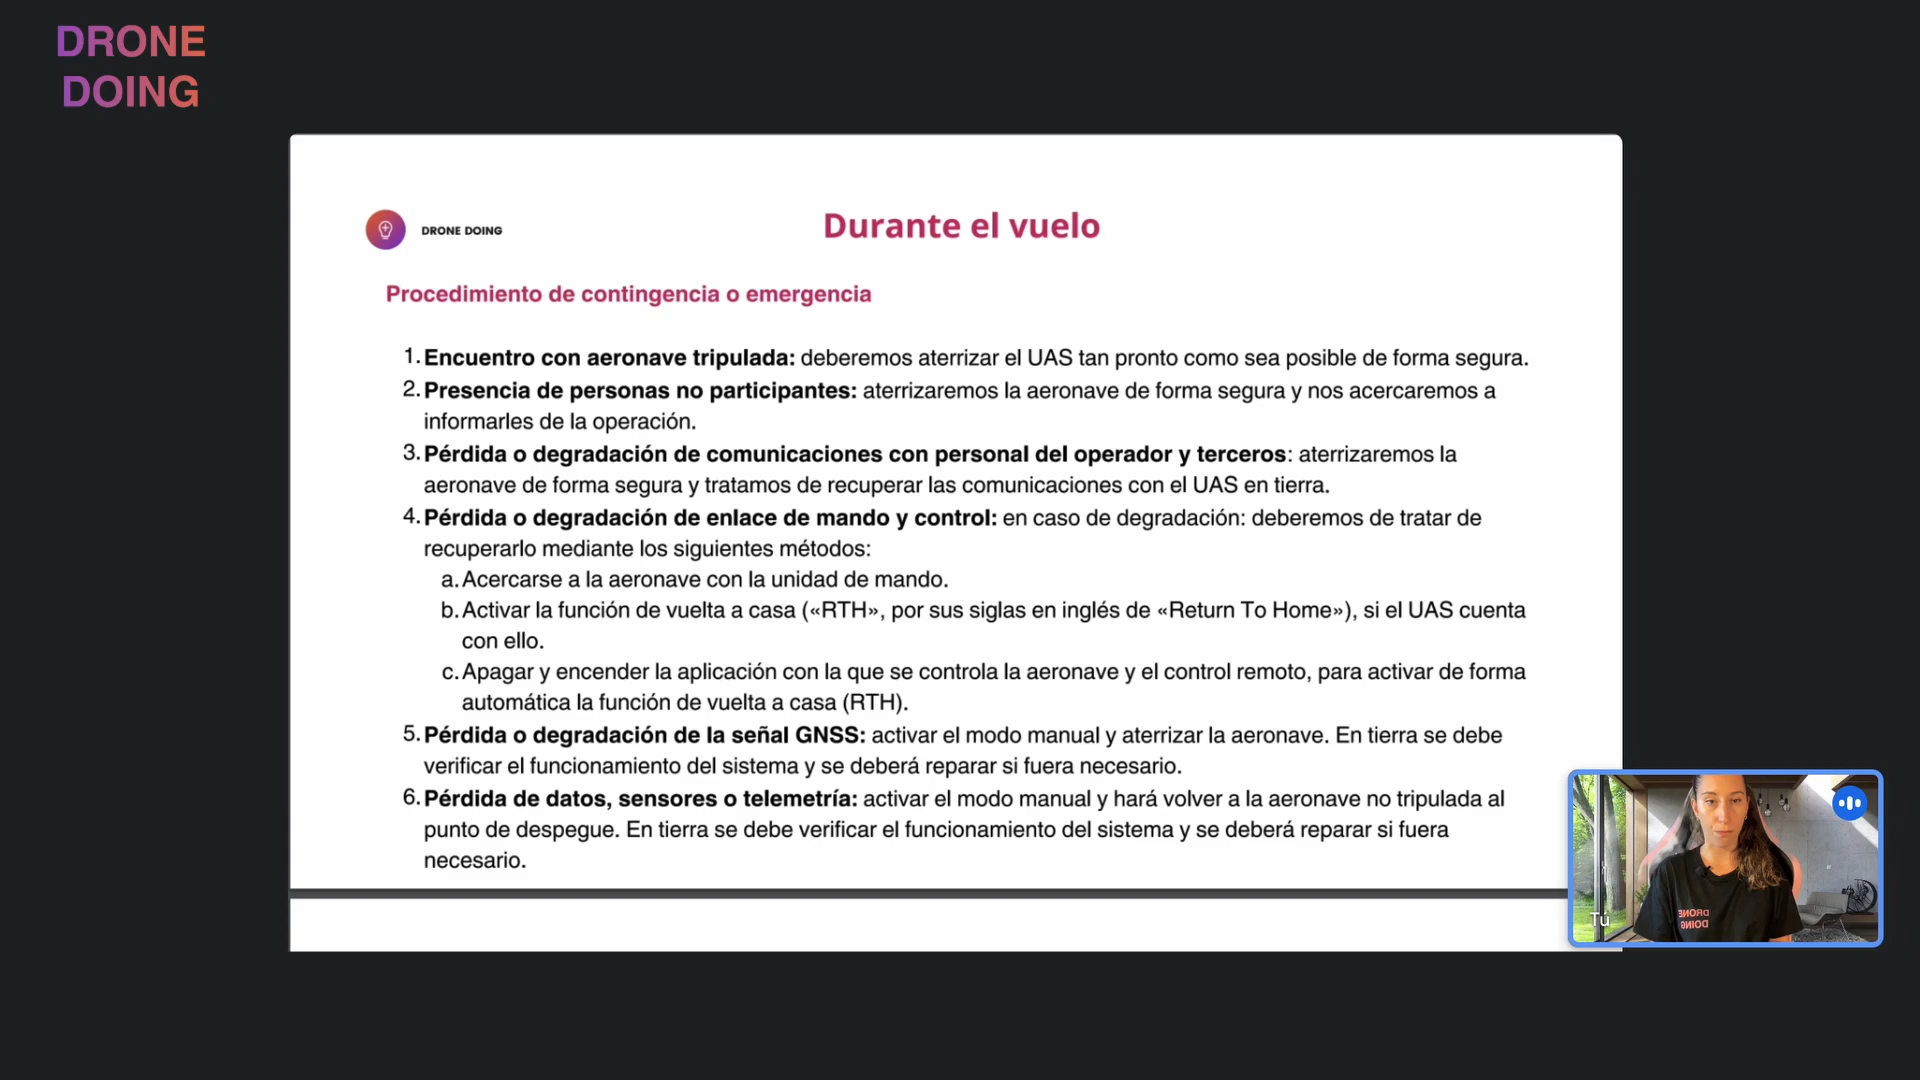 DRONE
DOING
DRONE DOING
Durante el vuelo
Procedimiento de contingencia o emergencia
1. Encuentro con aeronave tripulada: deberemos aterrizar el UAS tan pronto como sea posible de forma segura.
2. Presencia de personas no participantes: aterrizaremos la aeronave de forma segura y nos acercaremos a
informarles de la operación.
3. Pérdida o degradación de comunicaciones con personal del operador y terceros: aterrizaremos la
aeronave de forma segura y tratamos de recuperar las comunicaciones con el UAS en tierra.
4. Pérdida o degradación de enlace de mando y control: en caso de degradación: deberemos de tratar de
recuperarlo mediante los siguientes métodos:
a. Acercarse a la aeronave con la unidad de mando.
b. Activar la función de vuelta a casa («RTH», por sus siglas en inglés de «Return To Home»), si el UAS cuenta
con ello.
c. Apagar y encender la aplicación con la que se controla la aeronave y el control remoto, para activar de forma
automática la función de vuelta a casa (RTH).
5. Pérdida o degradación de la señal GNSS: activar el modo manual y aterrizar la aeronave. En tierra se debe
verificar el funcionamiento del sistema y se deberá reparar si fuera necesario.
6. Pérdida de datos, sensores o telemetría: activar el modo manual y hará volver a la aeronave no tripulada al
punto de despegue. En tierra se debe verificar el funcionamiento del sistema y se deberá reparar si fuera
necesario.
Tú
DRONE
DOING